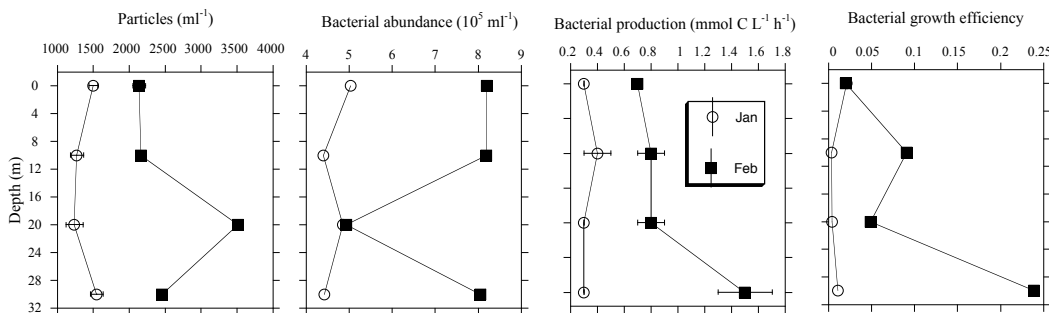 Particles (ml⁻¹)
1000 1500 2000 2500 3000 3500 4000
Bacterial abundance (10⁵ ml⁻¹)
4 5 6 7 8 9
Bacterial production (mmol C L⁻¹ h⁻¹)
0.2 0.4 0.6 0.8 1 1.2 1.4 1.6 1.8
Bacterial growth efficiency
0 0.05 0.1 0.15 0.2 0.25
Depth (m)
0
4
8
12
16
20
24
28
32
Jan
Feb